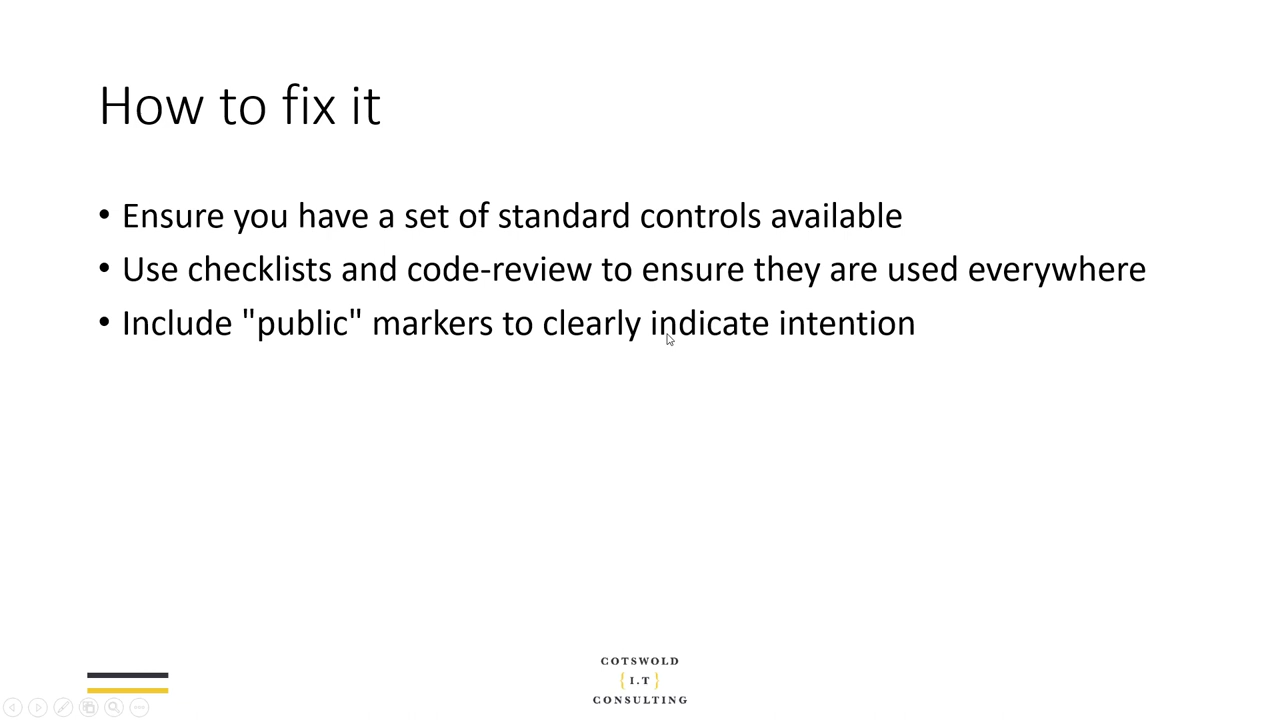 How to fix it
• Ensure you have a set of standard controls available
• Use checklists and code-review to ensure they are used everywhere
• Include "public" markers to clearly indicate intention
COTSWOLD
{I.T}
CONSULTING